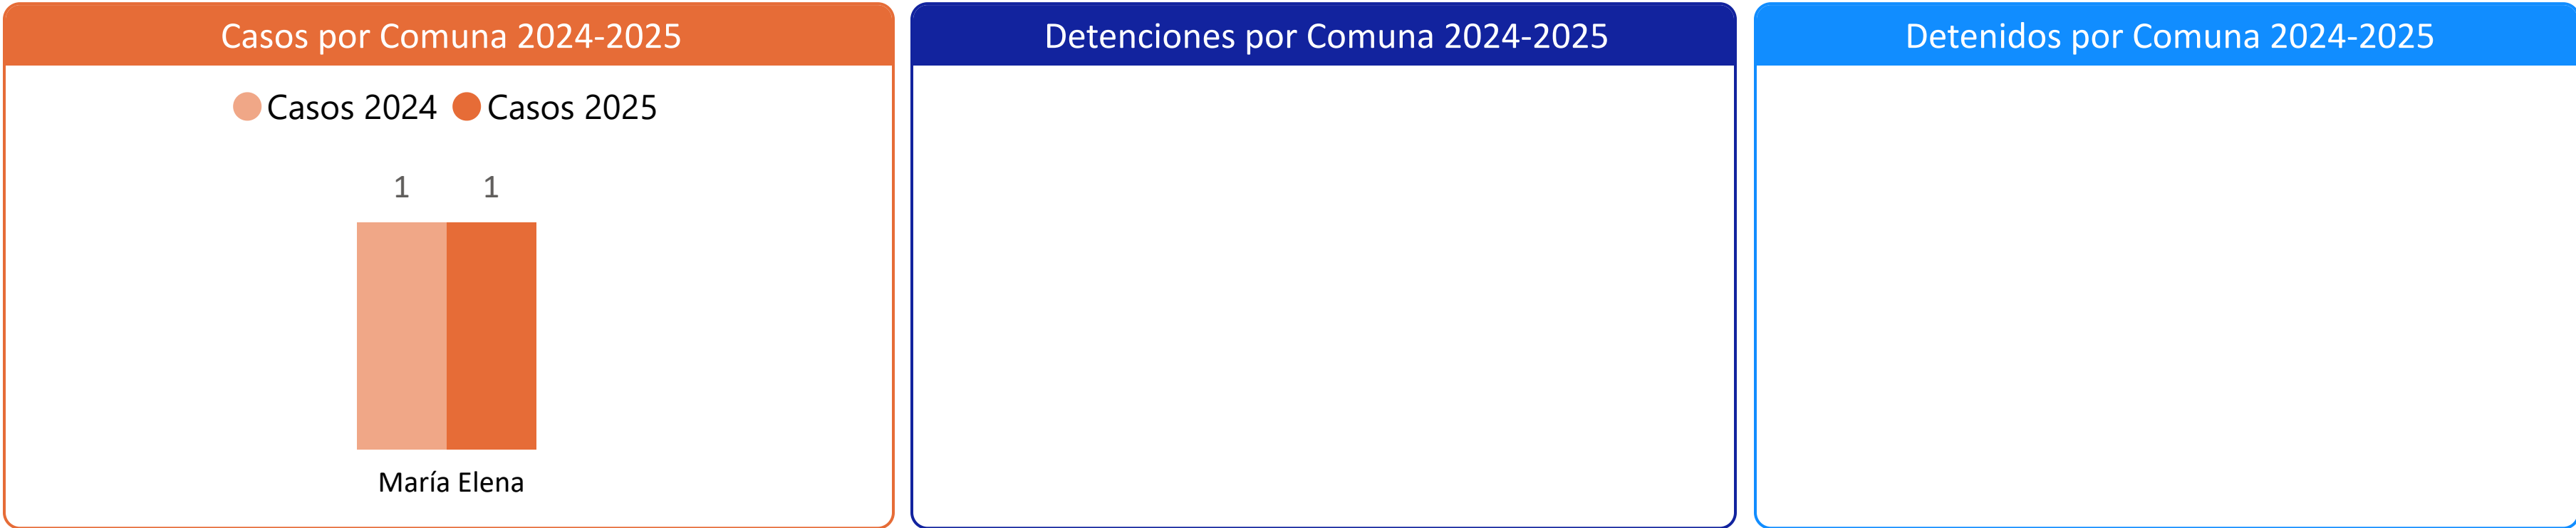 Casos por Comuna 2024-2025
Casos 2024 Casos 2025
1 1
María Elena
Detenciones por Comuna 2024-2025
Detenidos por Comuna 2024-2025